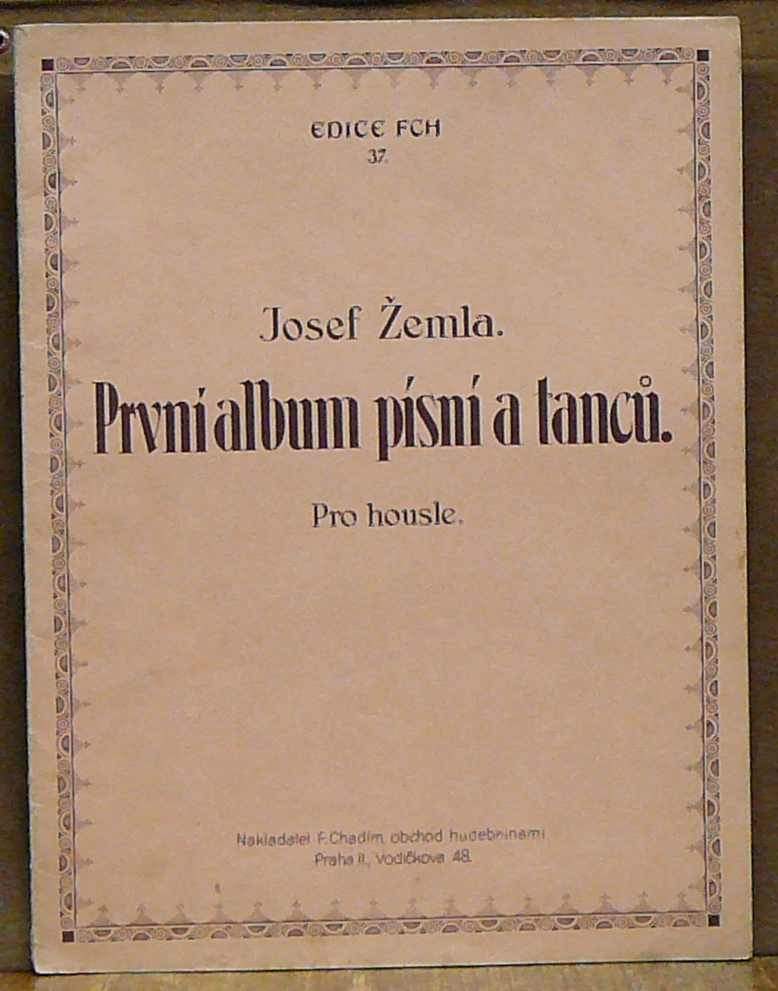 EDICE FCH
37.
Josef Žemla.
První album písní a tanců.
Pro housle.
Nakladatel F. Chadím, obchod hudebninami
Praha II., Vodičkova 48.